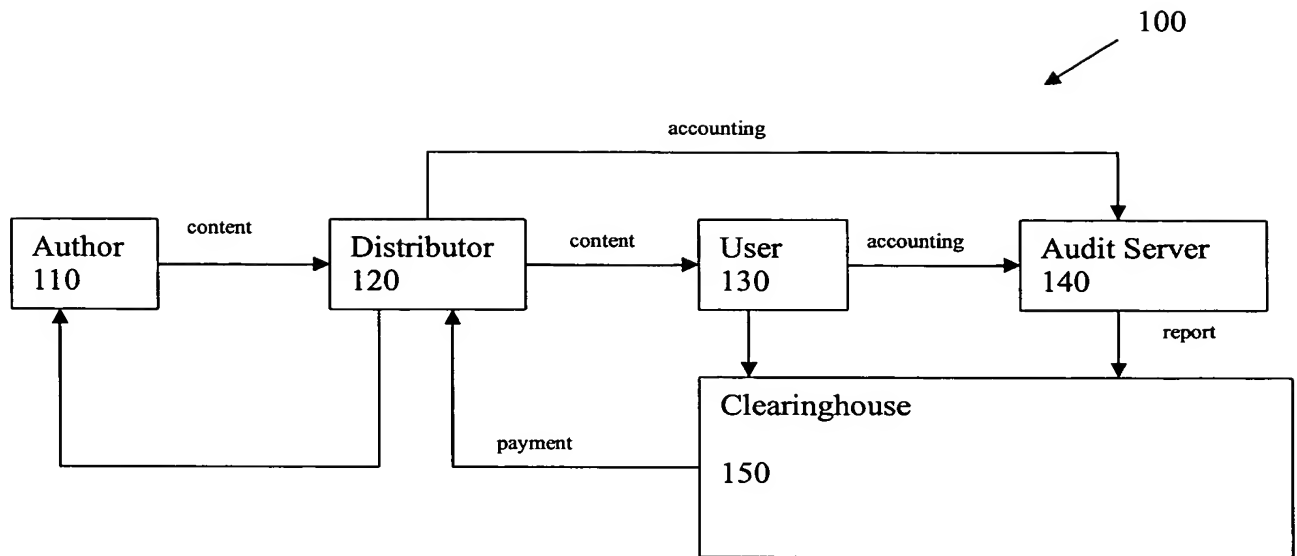 100
accounting
Author
110
content
Distributor
120
content
User
130
accounting
Audit Server
140
report
Clearinghouse
150
payment